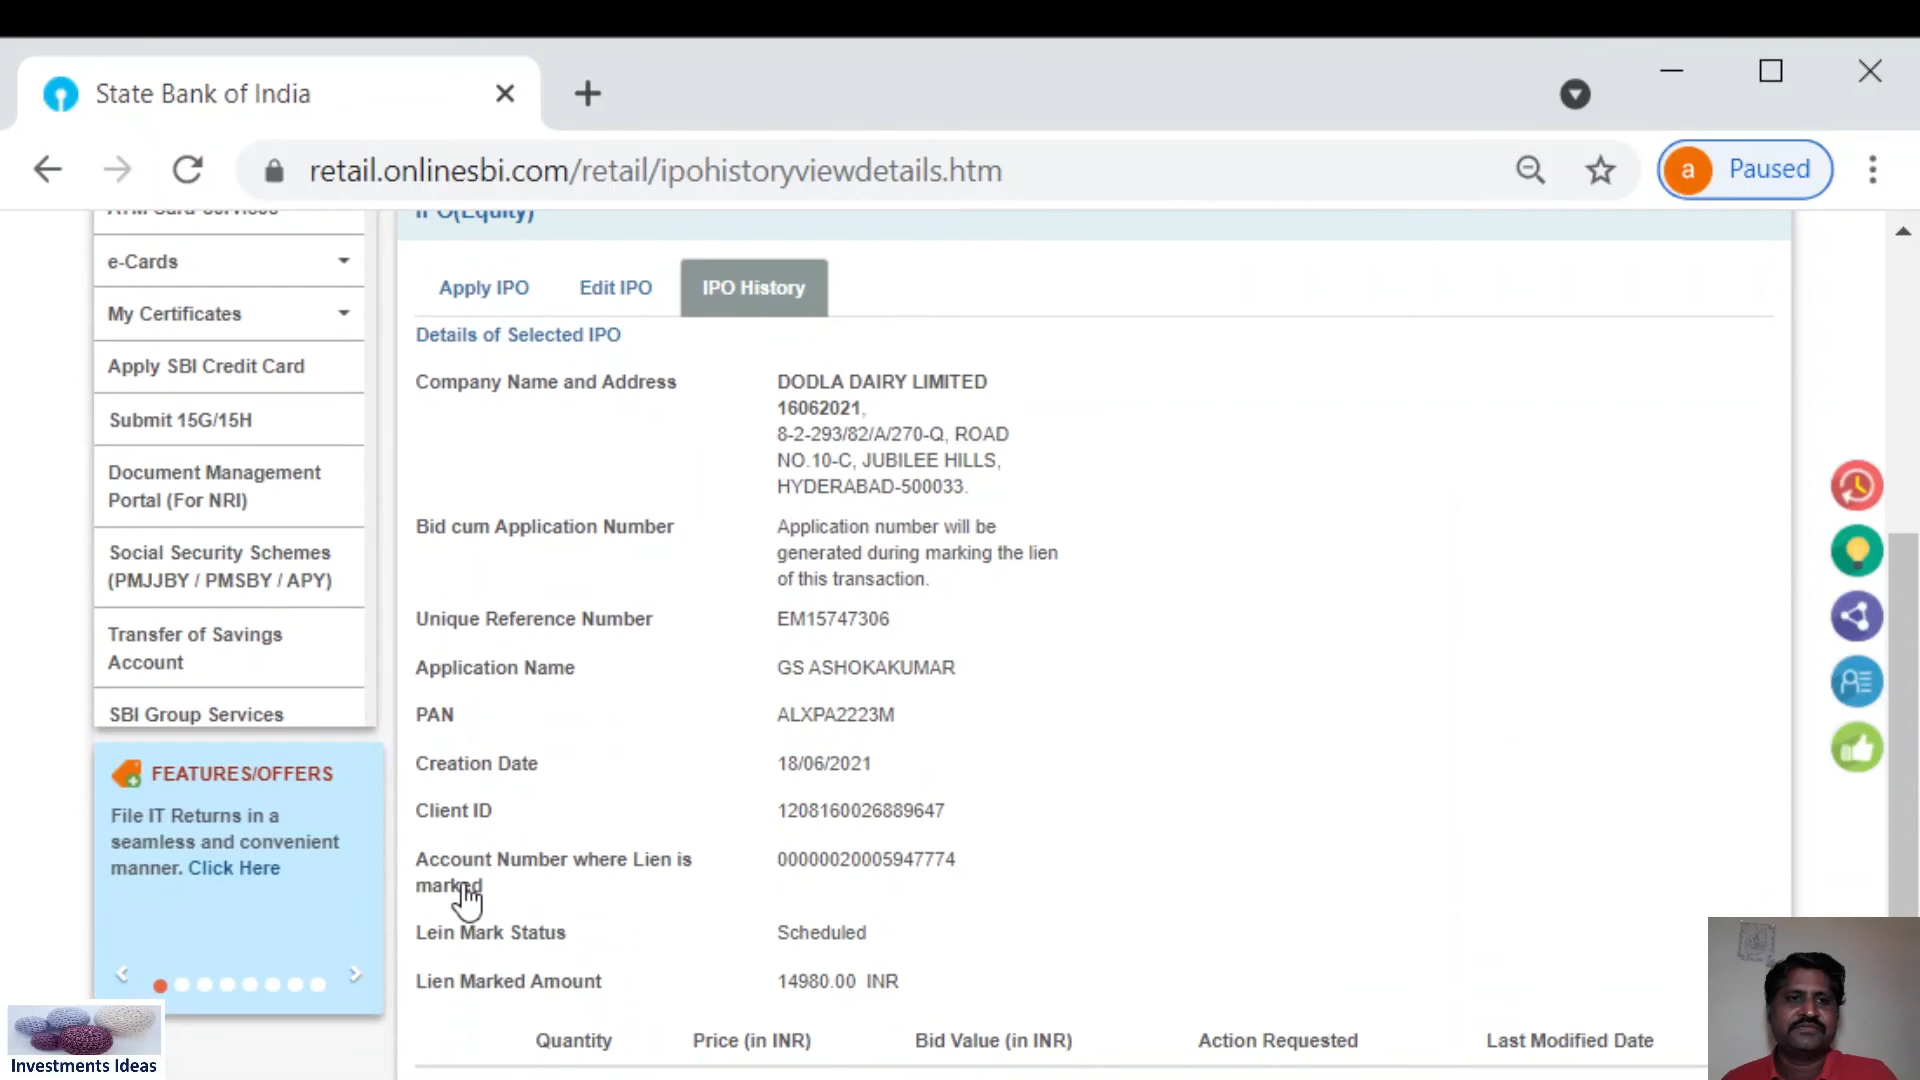 State Bank of India
retail.onlinesbi.com/retail/ipohistoryviewdetails.htm
a
Paused
ATM Card Services
e-Cards
My Certificates
Apply SBI Credit Card
Submit 15G/15H
Document Management
Portal (For NRI)
Social Security Schemes
(PMJJBY / PMSBY / APY)
Transfer of Savings
Account
SBI Group Services
FEATURES/OFFERS
File IT Returns in a
seamless and convenient
manner. Click Here
Investments Ideas
IPO(Equity)
Apply IPO
Edit IPO
IPO History
Details of Selected IPO
Company Name and Address
DODLA DAIRY LIMITED
16062021,
8-2-293/82/A/270-Q, ROAD
NO.10-C, JUBILEE HILLS,
HYDERABAD-500033.
Bid cum Application Number
Application number will be
generated during marking the lien
of this transaction.
Unique Reference Number
EM15747306
Application Name
GS ASHOKAKUMAR
PAN
ALXPA2223M
Creation Date
18/06/2021
Client ID
1208160026889647
Account Number where Lien is
marked
00000020005947774
Lein Mark Status
Scheduled
Lien Marked Amount
14980.00 INR
Quantity
Price (in INR)
Bid Value (in INR)
Action Requested
Last Modified Date